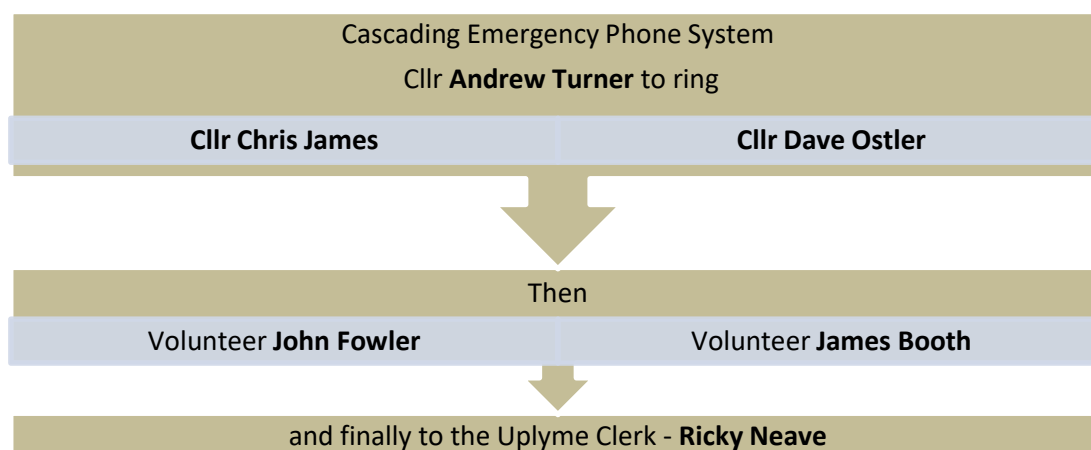 Cascading Emergency Phone System
Cllr Andrew Turner to ring
Cllr Chris James
Cllr Dave Ostler
Then
Volunteer John Fowler
Volunteer James Booth
and finally to the Uplyme Clerk - Ricky Neave